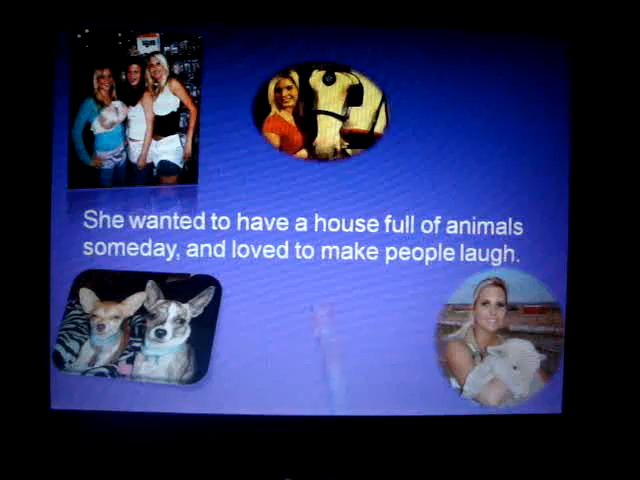 She wanted to have a house full of animals
someday, and loved to make people laugh.